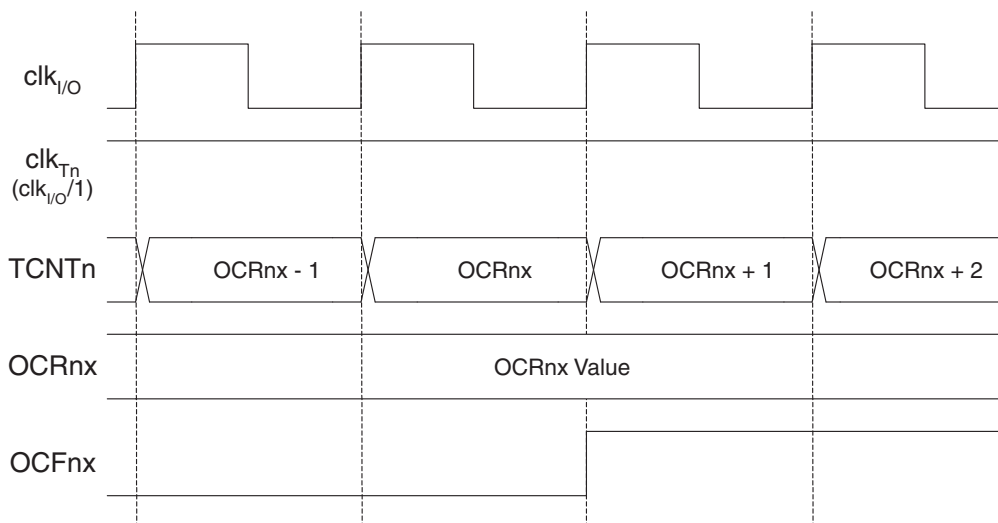 clkI/O
clkTn
(clkI/O/1)
TCNTn OCRnx - 1 OCRnx OCRnx + 1 OCRnx + 2
OCRnx OCRnx Value
OCFnx